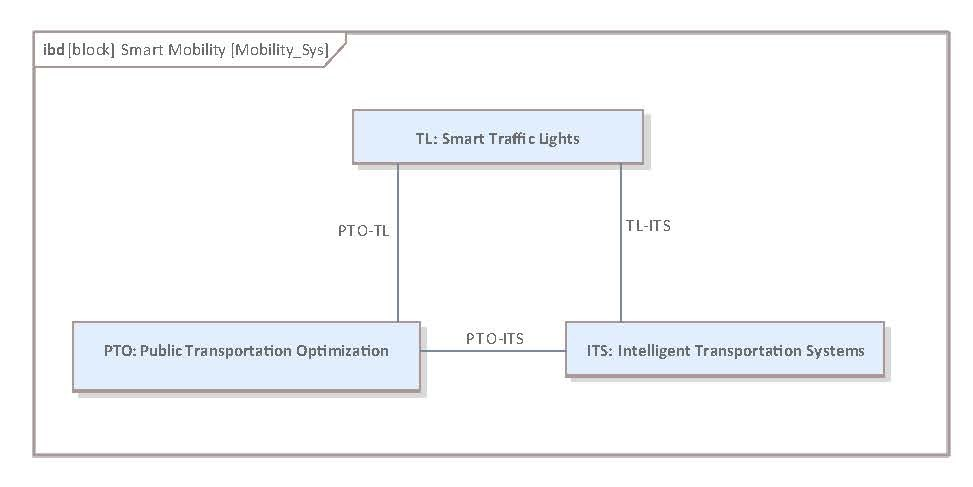 ibd [block] Smart Mobility [Mobility_Sys]
TL: Smart Traffic Lights
PTO-TL
TL-ITS
PTO-ITS
PTO: Public Transportation Optimization
ITS: Intelligent Transportation Systems